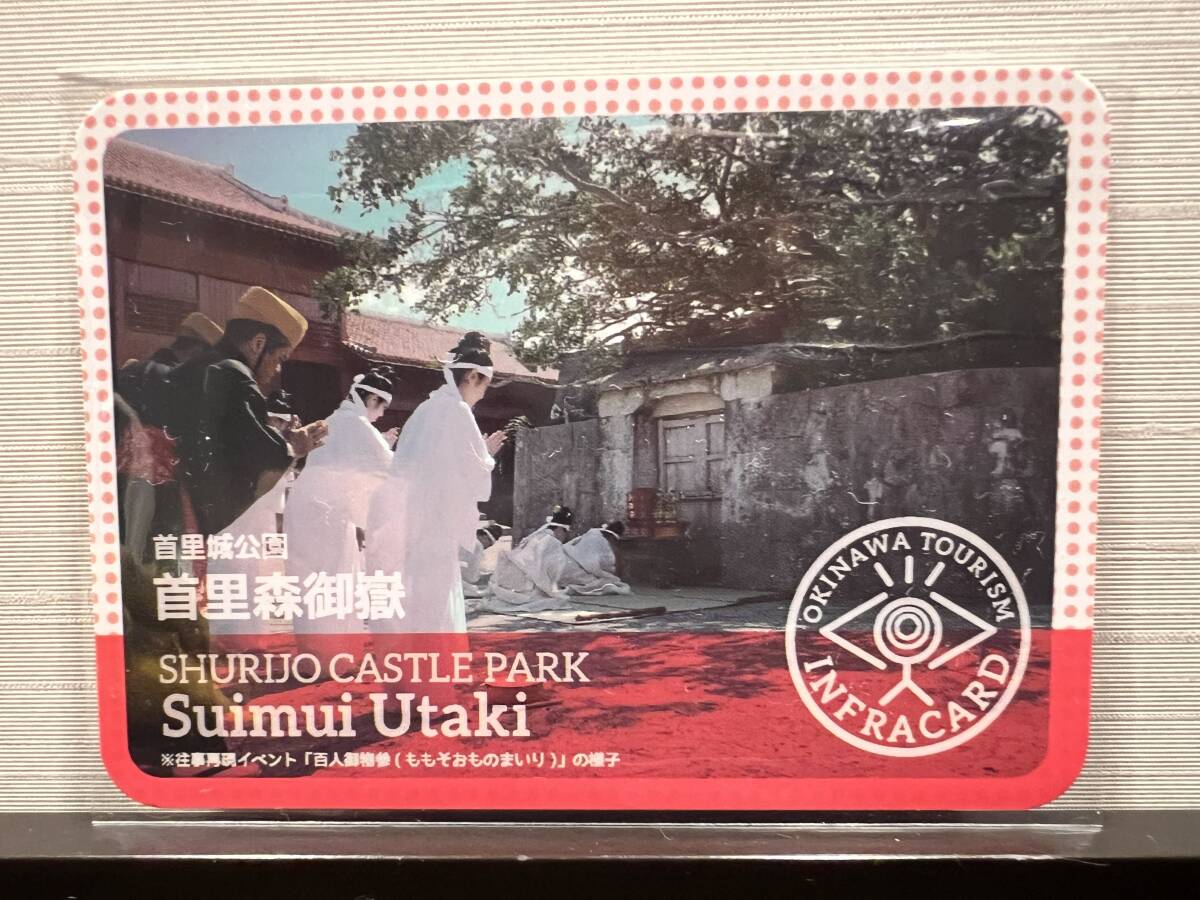 首里城公園
首里森御嶽
SHURIJO CASTLE PARK
Suimui Utaki
※往事再現イベント「百人御物参(ももそおものまいり)」の様子
OKINAWA TOURISM
INFRACARD